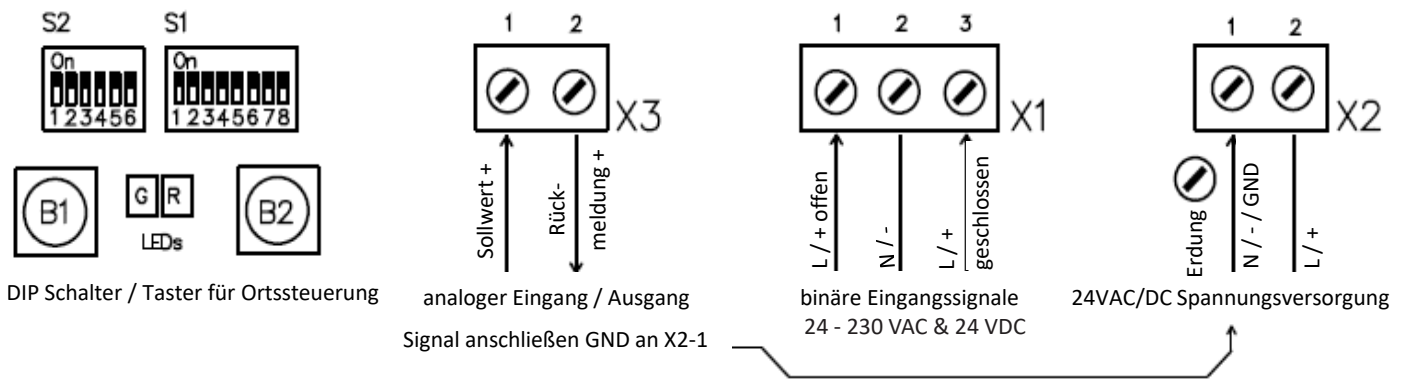 S2 S1 1 2 1 2 3 1 2
On On
123456 12345678
X3 X1 X2
Sollwert +
Rück-
meldung +
L / + offen
N / -
L / +
geschlossen
Erdung
N / - / GND
L / +
B1 G R B2
LEDs
DIP Schalter / Taster für Ortssteuerung
analoger Eingang / Ausgang
binäre Eingangssignale
24VAC/DC Spannungsversorgung
24 - 230 VAC & 24 VDC
Signal anschließen GND an X2-1